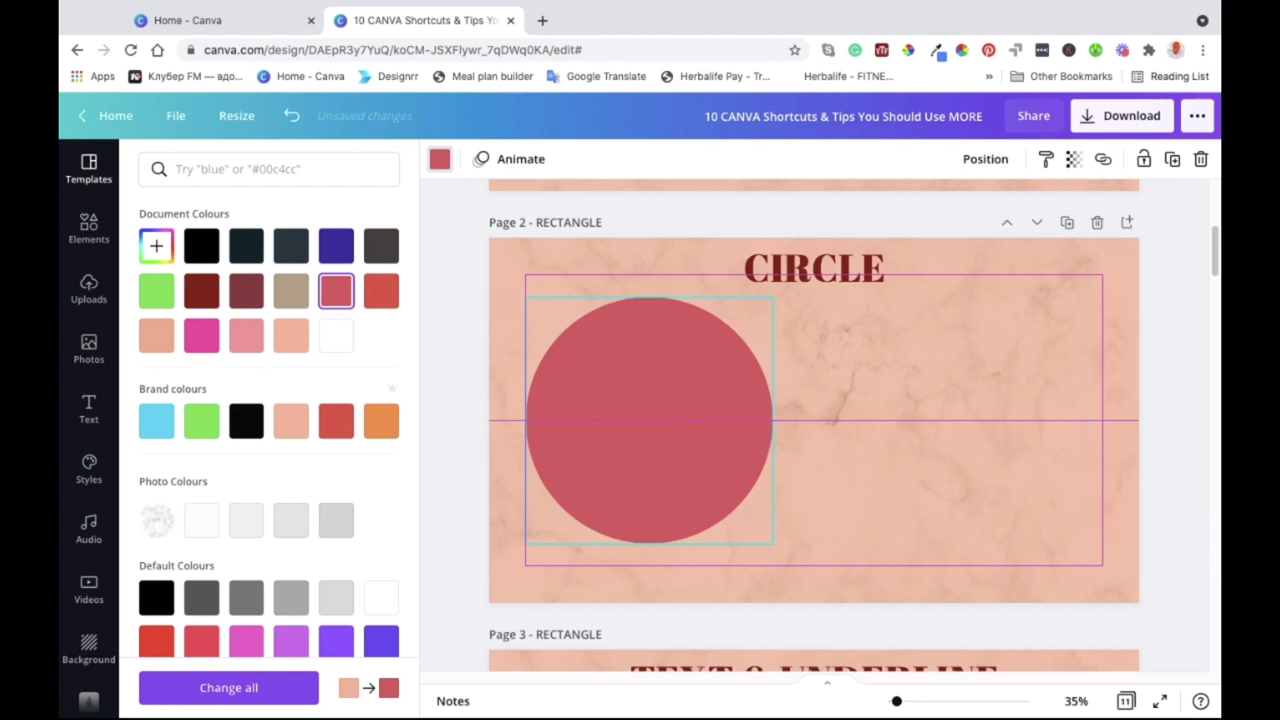 Home - Canva
10 CANVA Shortcuts & Tips Yo
canva.com/design/DAEpR3y7YuQ/koCM-JSXFlywr_7qDWq0KA/edit#
Apps
Клубер FM — вдо...
Home - Canva
Designrr
Meal plan builder
Google Translate
Herbalife Pay - Tr...
Herbalife - FITNE...
»
Other Bookmarks
Reading List
Home
File
Resize
Unsaved changes
10 CANVA Shortcuts & Tips You Should Use MORE
Share
Download
Templates
Elements
Uploads
Photos
Text
Styles
Audio
Videos
Background
Try "blue" or "#00c4cc"
Document Colours
Brand colours
Photo Colours
Default Colours
Change all
Animate
Position
Page 2 - RECTANGLE
CIRCLE
Page 3 - RECTANGLE
TEXT & UNDERLINE
Notes
35%
11